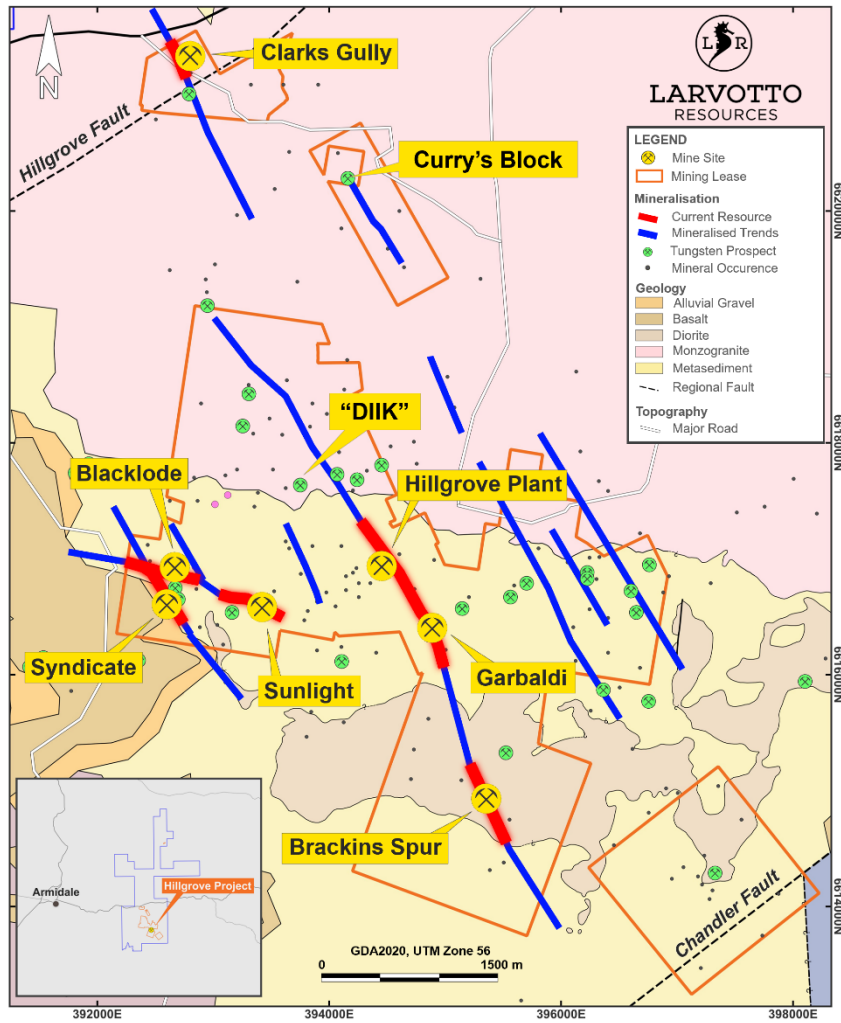 Clarks Gully
N
Hillgrove Fault
L R
LARVOTTO
RESOURCES
Curry's Block
LEGEND
Mine Site
Mining Lease
Mineralisation
Current Resource
Mineralised Trends
Tungsten Prospect
Mineral Occurence
Geology
Alluvial Gravel
Basalt
Diorite
Monzogranite
Metasediment
Regional Fault
Topography
Major Road
6620000N
"DIIK"
6618000N
Blacklode
Hillgrove Plant
Syndicate
Sunlight
Garbaldi
6616000N
Brackins Spur
Armidale
Hillgrove Project
Chandler Fault
6614000N
GDA2020, UTM Zone 56
0 1500 m
392000E 394000E 396000E 398000E